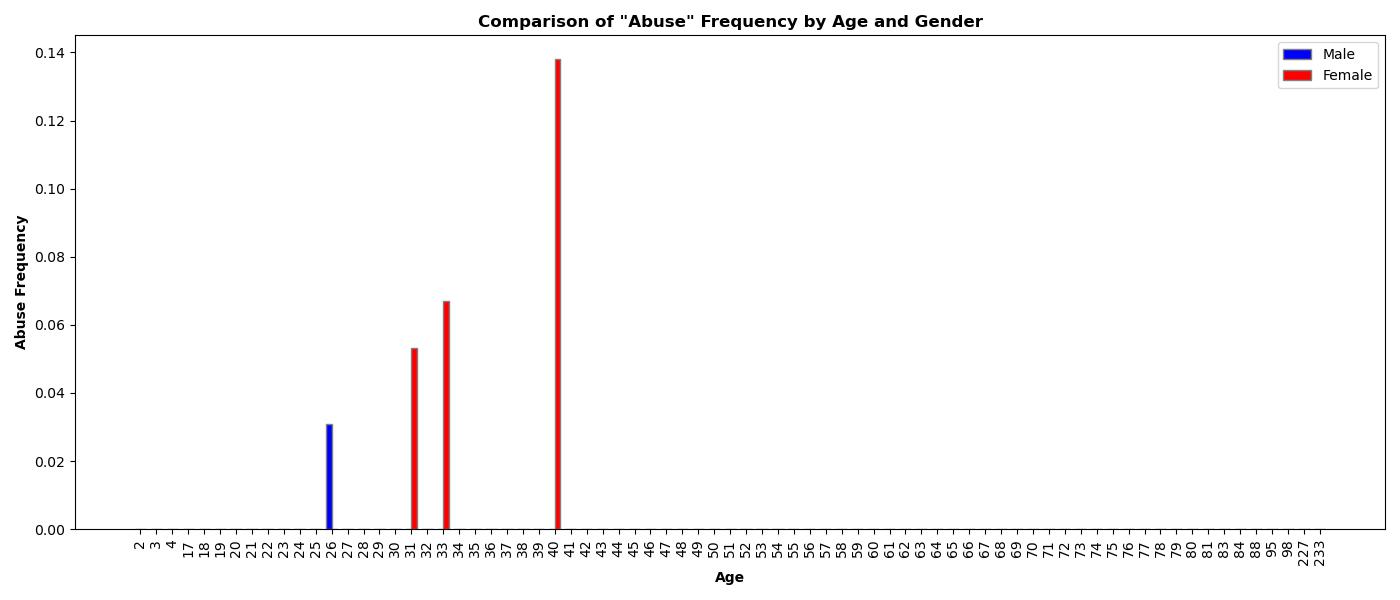 Comparison of "Abuse" Frequency by Age and Gender
Male
Female
Abuse Frequency
0.14
0.12
0.10
0.08
0.06
0.04
0.02
0.00
2 3 4 17 18 19 20 21 22 23 24 25 26 27 28 29 30 31 32 33 34 35 36 37 38 39 40 41 42 43 44 45 46 47 48 49 50 51 52 53 54 55 56 57 58 59 60 61 62 63 64 65 66 67 68 69 70 71 72 73 74 75 76 77 78 79 80 81 83 84 88 95 98 227 233
Age